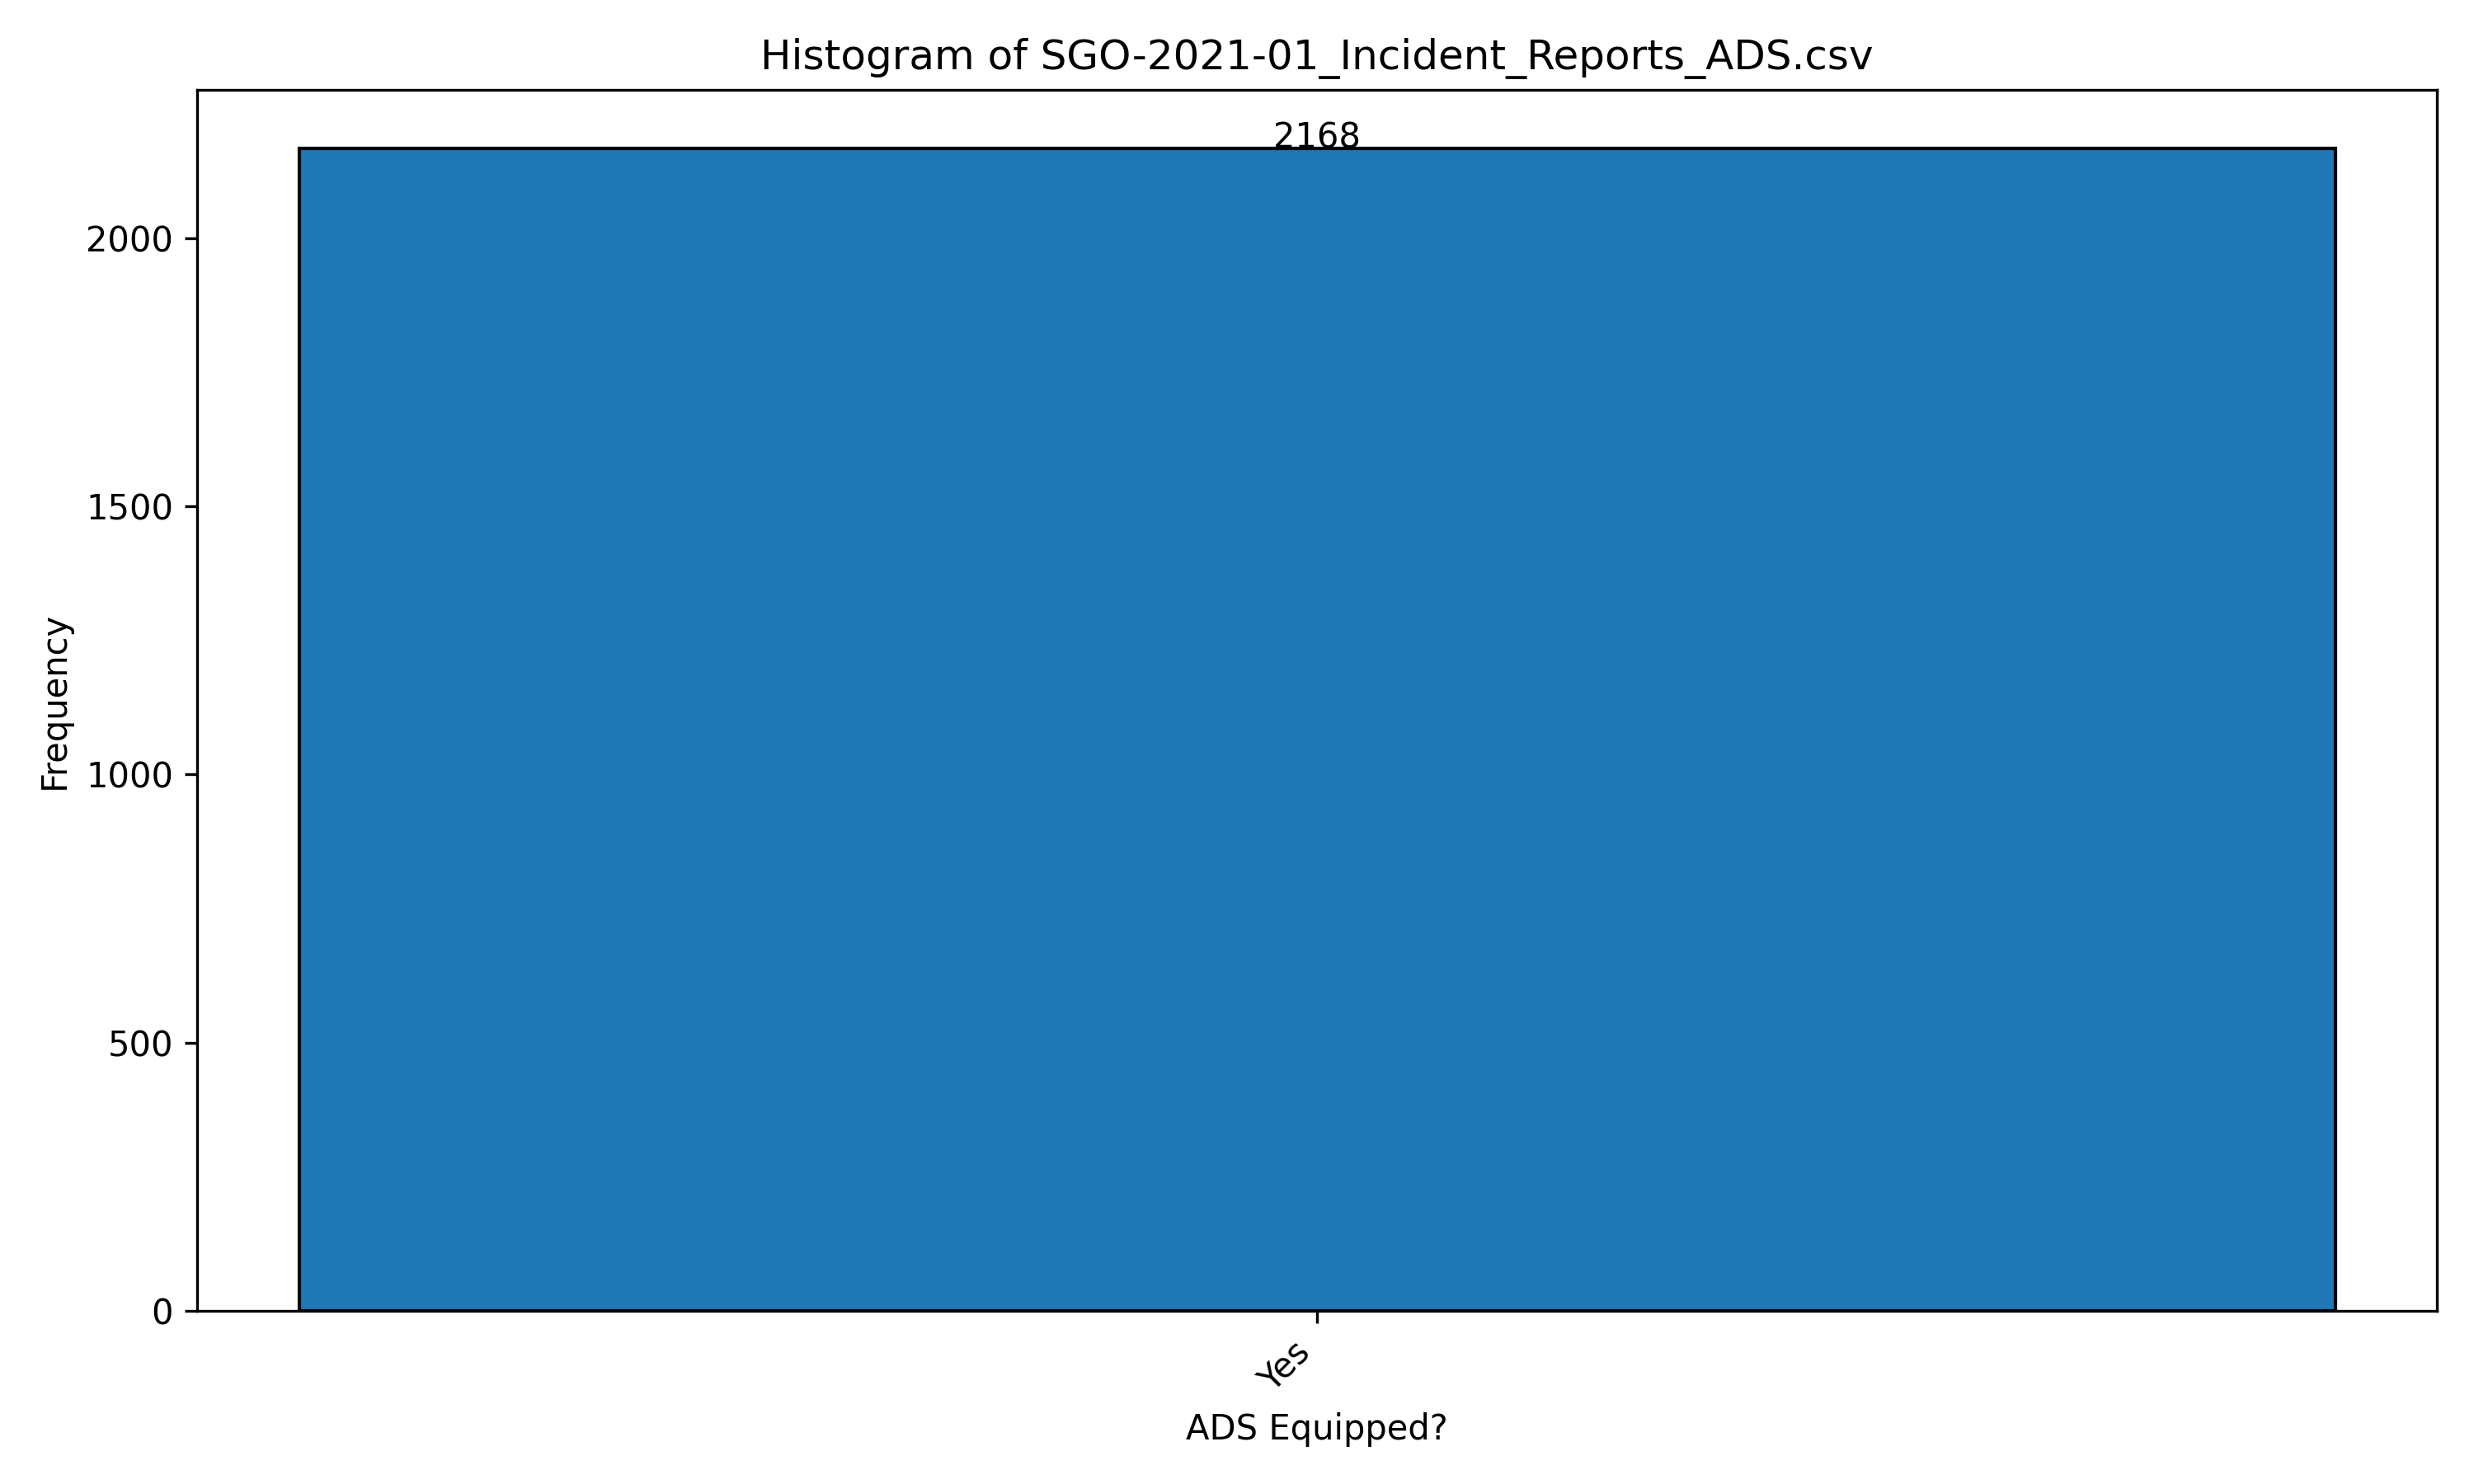 Histogram of SGO-2021-01_Incident_Reports_ADS.csv
2168
2000
1500
1000
500
0
Frequency
Yes
ADS Equipped?